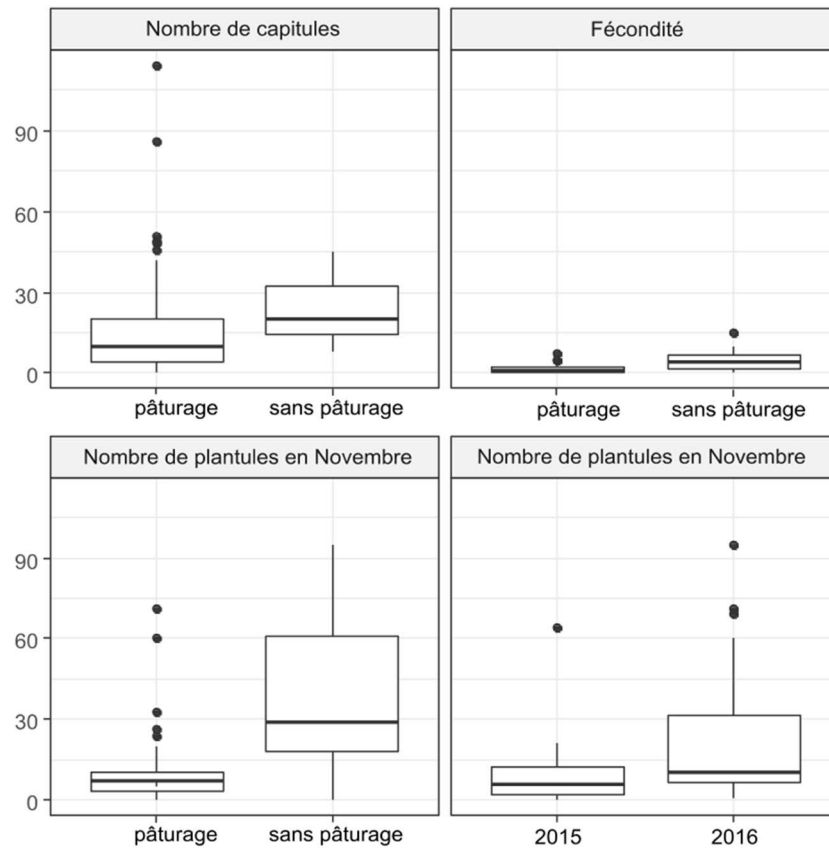 Nombre de capitules
Fécondité
90
60
30
0
pâturage
sans pâturage
pâturage
sans pâturage
Nombre de plantules en Novembre
Nombre de plantules en Novembre
90
60
30
0
pâturage
sans pâturage
2015
2016